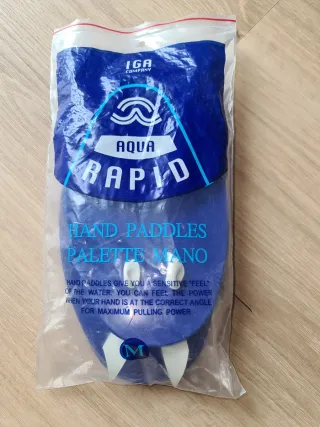 IGA
COMPANY
AQUA
RAPID
HAND PADDLES
PALETTE MANO
HAND PADDLES GIVE YOU A SENSITIVE "FEEL"
OF THE WATER. YOU CAN FEEL THE POWER
WHEN YOUR HAND IS AT THE CORRECT ANGLE
FOR MAXIMUM PULLING POWER
M